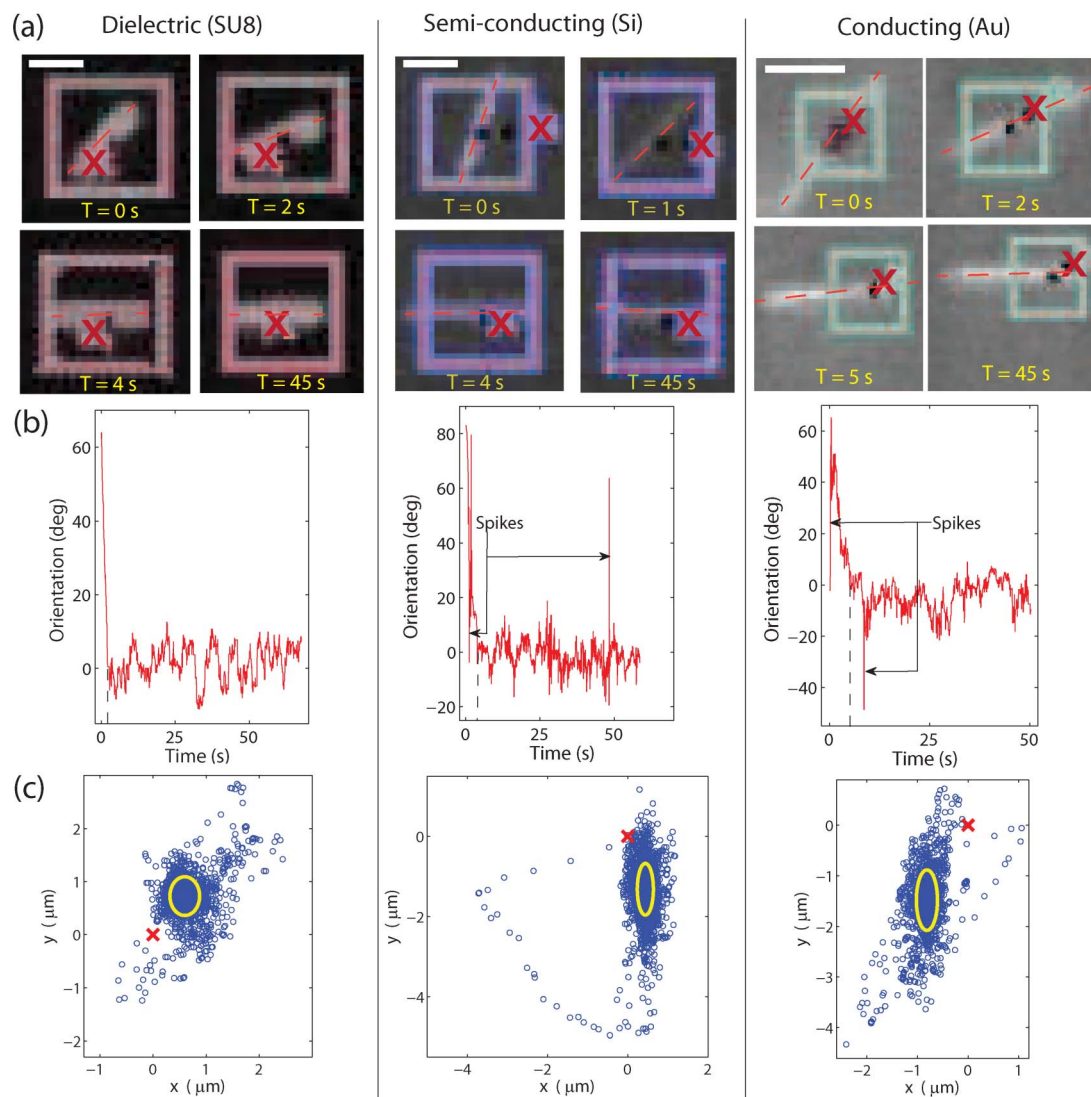 (a)
Dielectric (SU8)
Semi-conducting (Si)
Conducting (Au)
X
X
X
X
X
X
T = 0 s
T = 2 s
T = 0 s
T = 1 s
T = 0 s
T = 2 s
X
X
X
X
X
X
T = 4 s
T = 45 s
T = 4 s
T = 45 s
T = 5 s
T = 45 s
(b)
Orientation (deg)
60
40
20
0
0
25
50
Time (s)
Orientation (deg)
80
60
40
20
0
−20
Spikes
0
25
50
Time (s)
Orientation (deg)
60
40
20
0
−20
−40
Spikes
0
25
50
Time (s)
(c)
y ( μm)
2
1
0
−1
−2
−1
0
1
2
x ( μm)
y ( μm)
0
−2
−4
−4
−2
0
2
x ( μm)
y ( μm)
0
−1
−2
−3
−4
−2
−1
0
1
x ( μm)